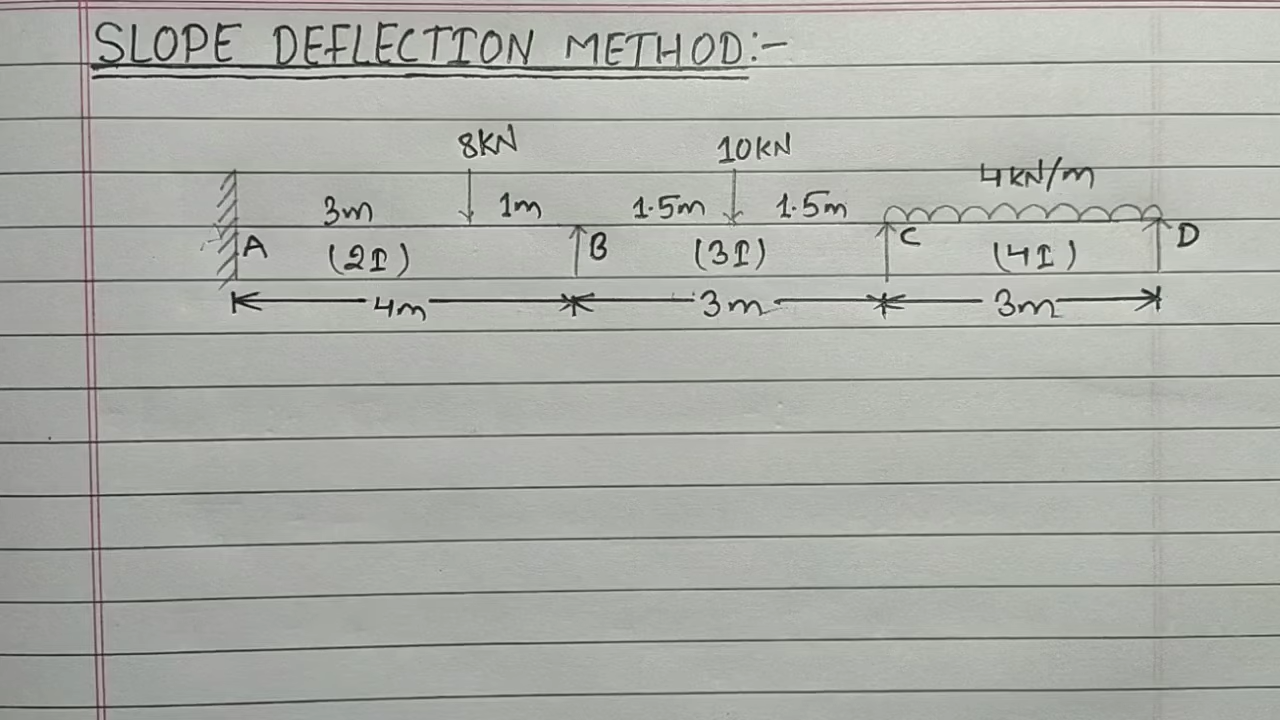 SLOPE DEFLECTION METHOD:-
8KN 10KN 4KN/m
3m 1m 1.5m 1.5m
A (2I) B (3I) C (4I) D
4m 3m 3m